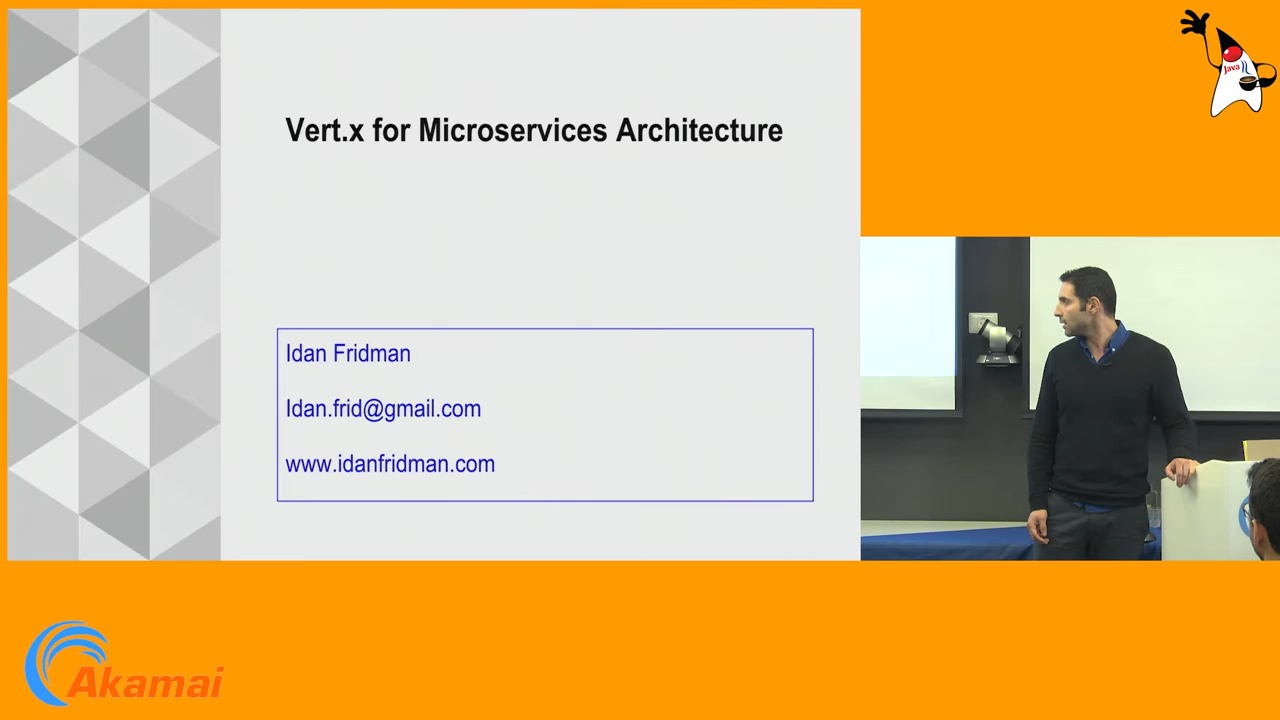 Vert.x for Microservices Architecture
Idan Fridman
Idan.frid@gmail.com
www.idanfridman.com
Java
Akamai